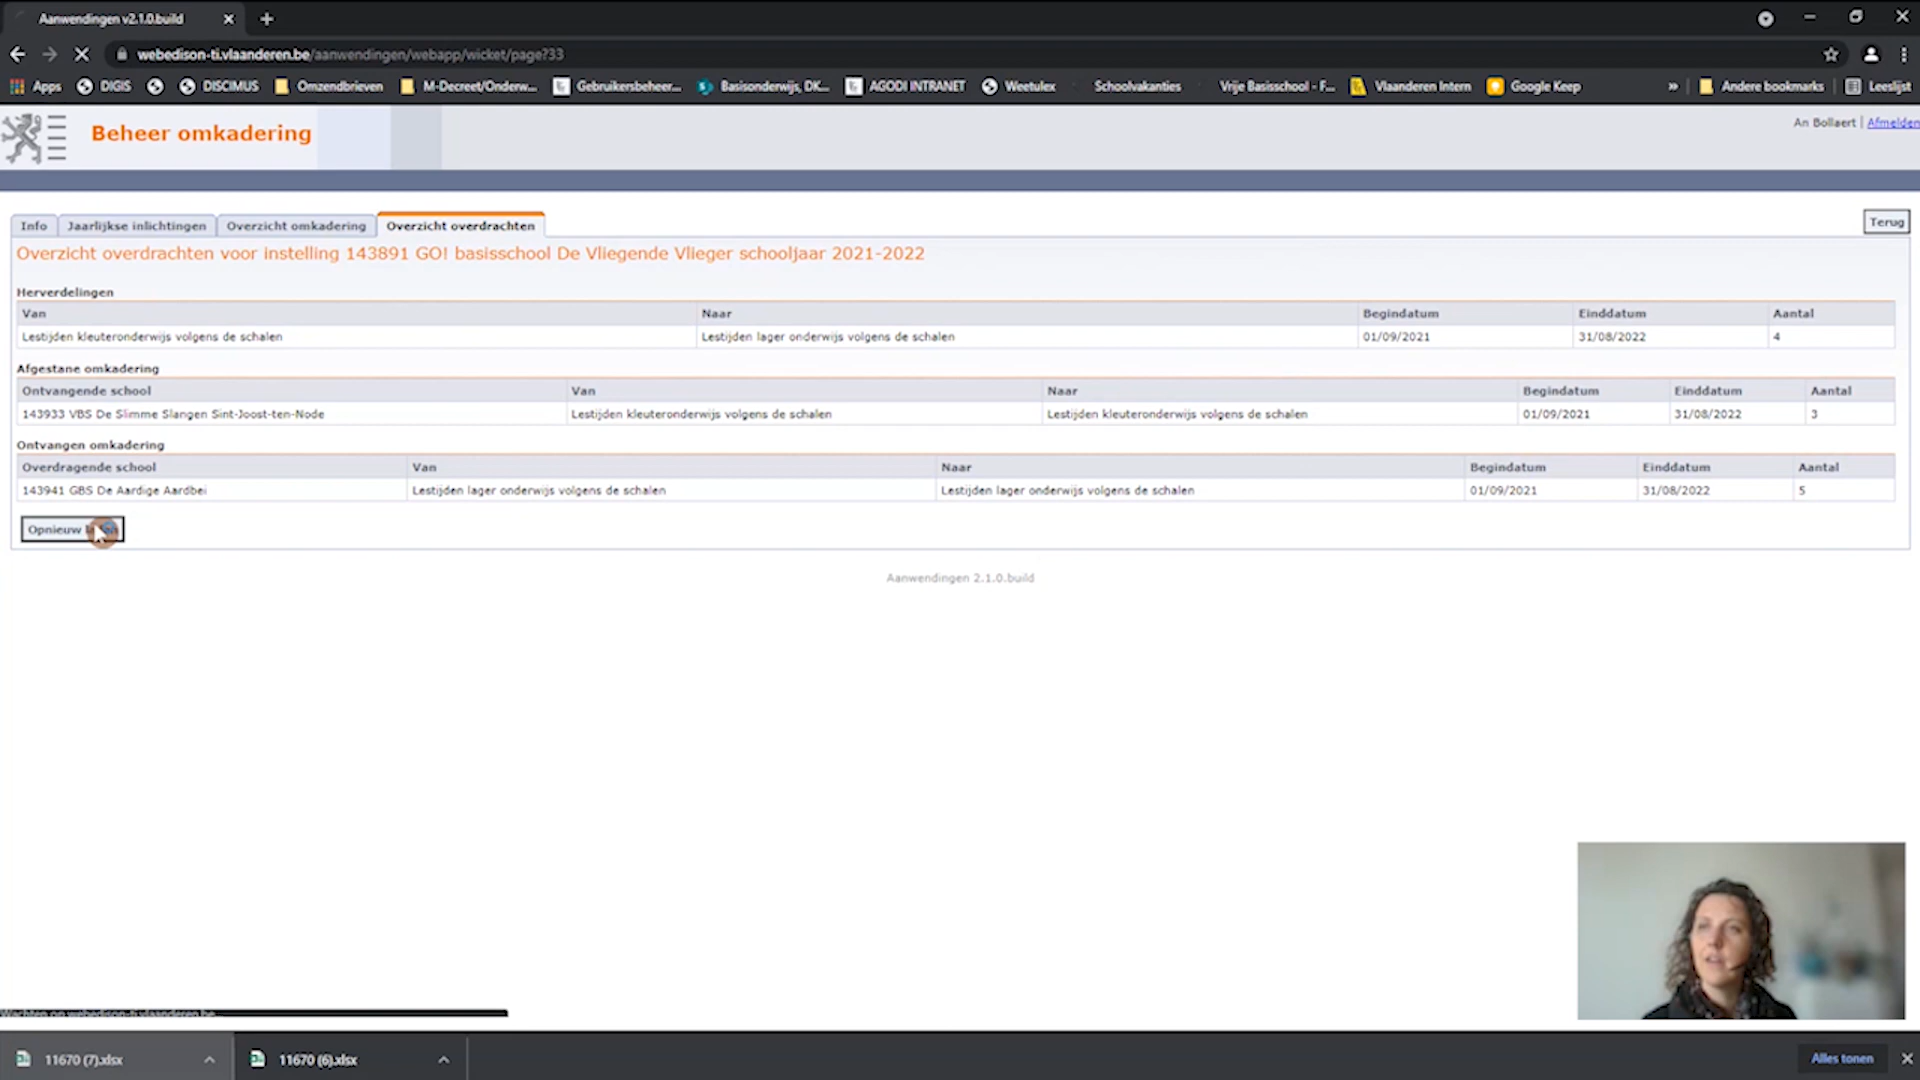 Aanwendingen v2.1.0.build
webedison-ti.vlaanderen.be/aanwendingen/webapp/wicket/page?33
Apps DIGIS DISCIMUS Omzendbrieven M-Decreet/Onderw... Gebruikersbeheer... Basisonderwijs, DK... AGODI INTRANET Weetulex Schoolvakanties Vrije Basisschool - F... Vlaanderen Intern Google Keep » Andere bookmarks Leeslijst
Beheer omkadering
An Bollaert | Afmelden
Info Jaarlijkse inlichtingen Overzicht omkadering Overzicht overdrachten Terug
Overzicht overdrachten voor instelling 143891 GO! basisschool De Vliegende Vlieger schooljaar 2021-2022
Herverdelingen
Van Naar Begindatum Einddatum Aantal
Lestijden kleuteronderwijs volgens de schalen Lestijden lager onderwijs volgens de schalen 01/09/2021 31/08/2022 4
Afgestane omkadering
Ontvangende school Van Naar Begindatum Einddatum Aantal
143933 VBS De Slimme Slangen Sint-Joost-ten-Node Lestijden kleuteronderwijs volgens de schalen Lestijden kleuteronderwijs volgens de schalen 01/09/2021 31/08/2022 3
Ontvangen omkadering
Overdragende school Van Naar Begindatum Einddatum Aantal
143941 GBS De Aardige Aardbei Lestijden lager onderwijs volgens de schalen Lestijden lager onderwijs volgens de schalen 01/09/2021 31/08/2022 5
Opnieuw
Aanwendingen 2.1.0.build
Wachten op webedison-ti.vlaanderen.be...
11670 (7).xlsx 11670 (6).xlsx Alles tonen